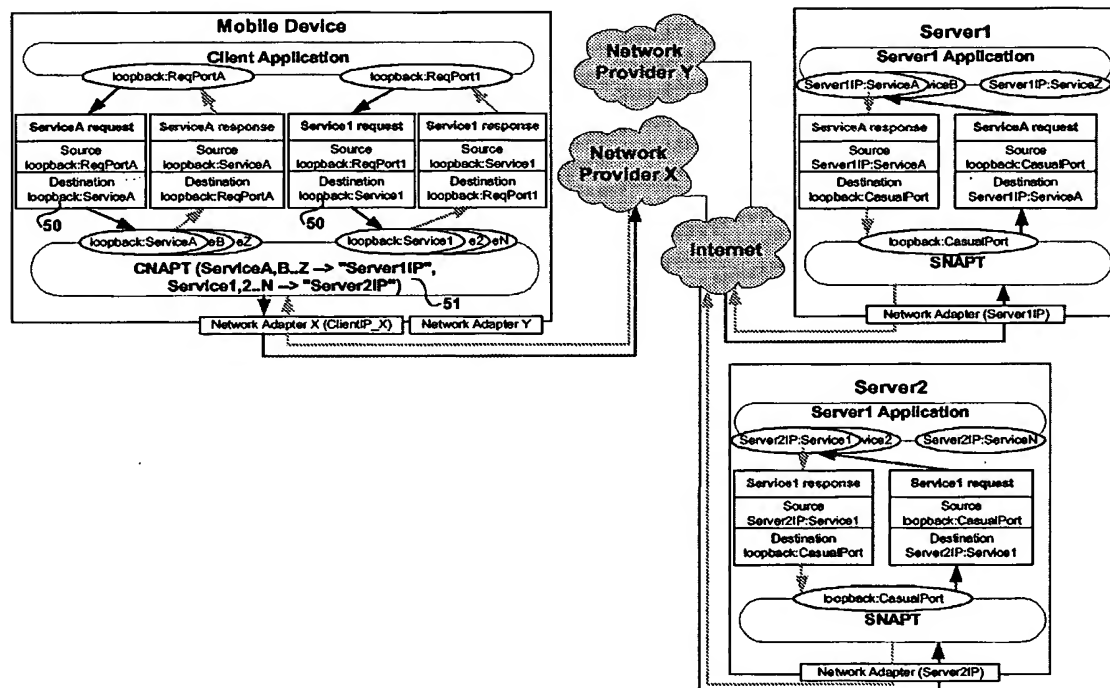 Mobile Device
Client Application
loopback:ReqPortA
loopback:ReqPort1
ServiceA request
Source
loopback:ReqPortA
Destination
loopback:ServiceA
ServiceA response
Source
loopback:ServiceA
Destination
loopback:ReqPortA
Service1 request
Source
loopback:ReqPort1
Destination
loopback:Service1
Service1 response
Source
loopback:Service1
Destination
loopback:ReqPort1
50
50
loopback:ServiceA
eB
eZ
loopback:Service1
e2
eN
CNAPT (ServiceA,B..Z –> "Server1IP",
Service1,2..N –> "Server2IP")
51
Network Adapter X (ClientIP_X)
Network Adapter Y
Network
Provider Y
Network
Provider X
Internet
Server1
Server1 Application
Server1IP:ServiceA
viceB
Server1IP:ServiceZ
ServiceA response
Source
Server1IP:ServiceA
Destination
loopback:CasualPort
ServiceA request
Source
loopback:CasualPort
Destination
Server1IP:ServiceA
loopback:CasualPort
SNAPT
Network Adapter (Server1IP)
Server2
Server1 Application
Server2IP:Service1
vice2
Server2IP:ServiceN
Service1 response
Source
Server2IP:Service1
Destination
loopback:CasualPort
Service1 request
Source
loopback:CasualPort
Destination
Server2IP:Service1
loopback:CasualPort
SNAPT
Network Adapter (Server2IP)